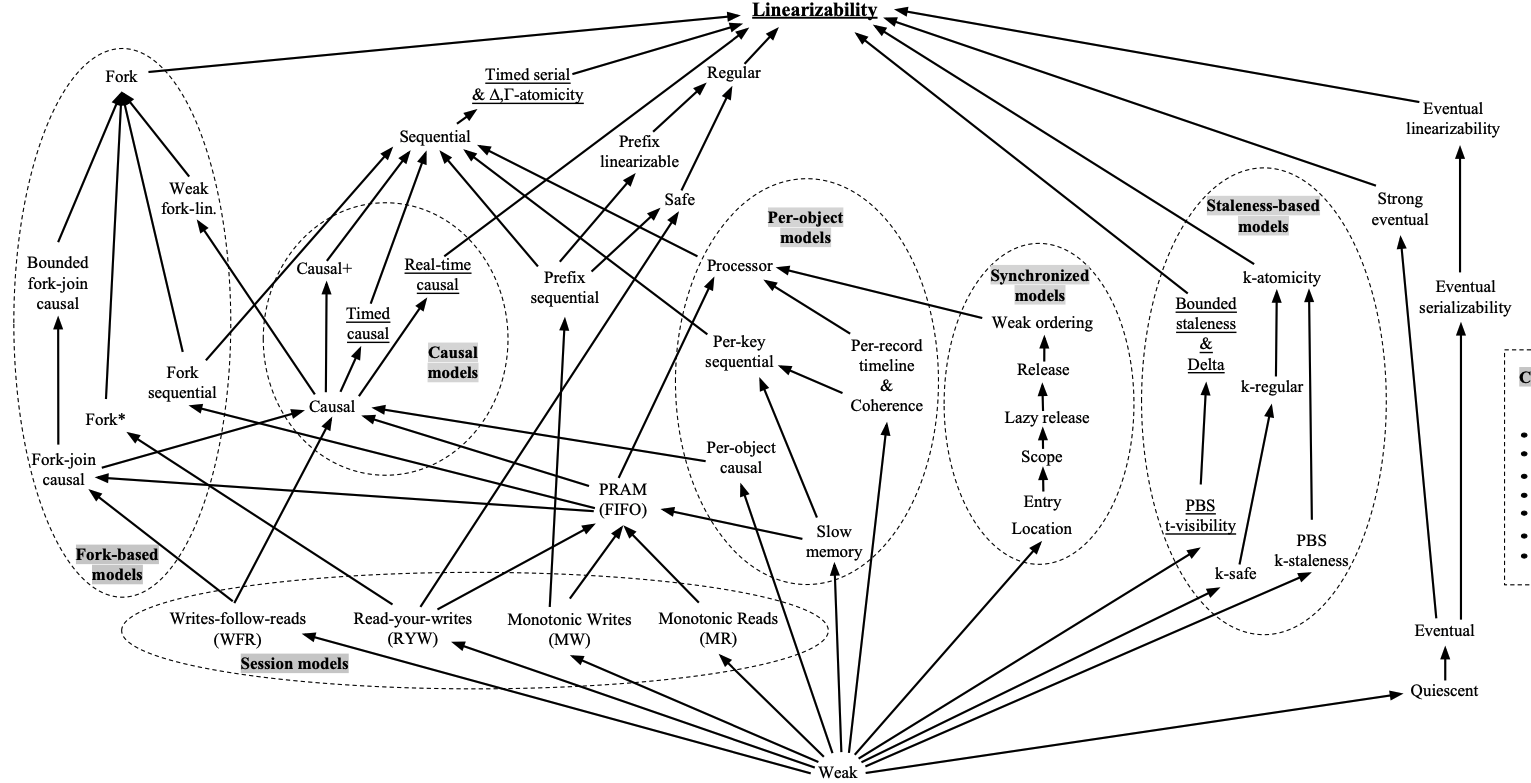 Linearizability
Fork
Timed serial
& Δ,Γ-atomicity
Regular
Eventual
linearizability
Sequential
Prefix
linearizable
Weak
fork-lin.
Safe
Strong
eventual
Per-object
models
Staleness-based
models
Bounded
fork-join
causal
Causal+
Real-time
causal
Prefix
sequential
Processor
Synchronized
models
k-atomicity
Eventual
serializability
Timed
causal
Bounded
staleness
&
Delta
Weak ordering
Causal
models
Per-key
sequential
Per-record
timeline
&
Coherence
Release
k-regular
C
Fork
sequential
Causal
Fork*
Lazy release
Fork-join
causal
Per-object
causal
Scope
PRAM
(FIFO)
Entry
Location
PBS
t-visibility
Slow
memory
PBS
k-staleness
Fork-based
models
k-safe
Writes-follow-reads
(WFR)
Read-your-writes
(RYW)
Monotonic Writes
(MW)
Monotonic Reads
(MR)
Eventual
Session models
Quiescent
Weak